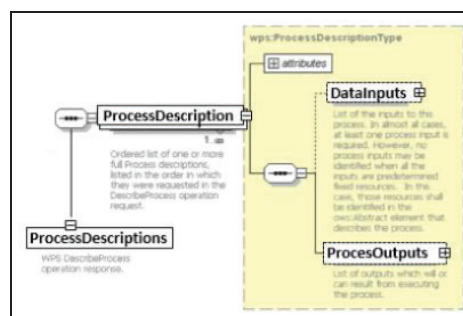 wps:ProcessDescriptionType
attributes
DataInputs
List of the inputs to this
process. In almost all cases,
at least one process input is
required. However, no
process inputs may be
identified when all the
inputs are predetermined
fixed resources. In this
case, those resources shall
be identified in the
ows:Abstract element that
describes the process.
ProcessDescription
1..∞
Ordered list of one or more
full Process descriptions,
listed in the order in which
they were requested in the
DescribeProcess operation
request.
ProcessDescriptions
WPS DescribeProcess
operation response.
ProcesOutputs
List of outputs which will or
can result from executing
the process.